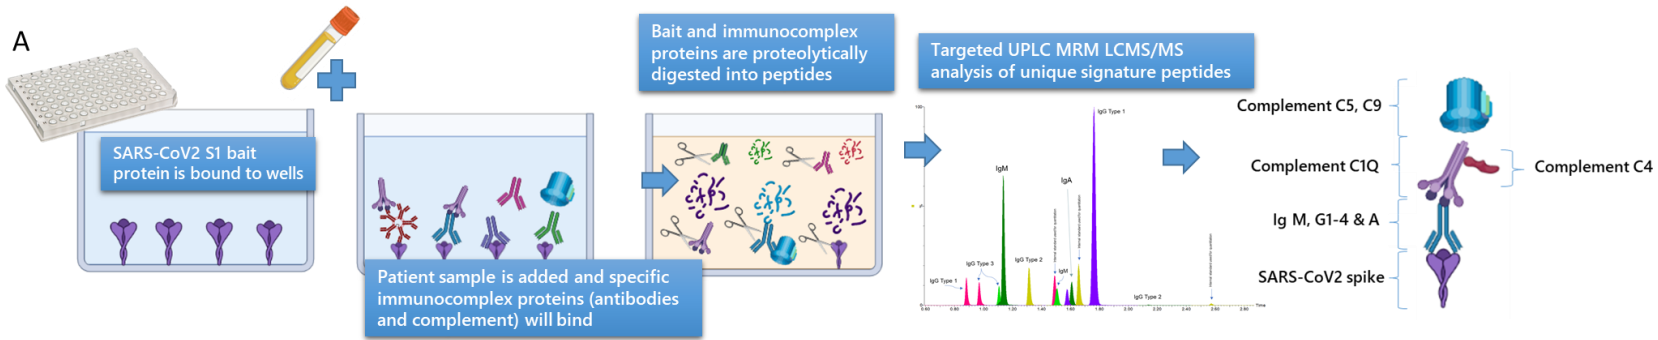 A
SARS-CoV2 S1 bait
protein is bound to wells
Patient sample is added and specific
immunocomplex proteins (antibodies
and complement) will bind
Bait and immunocomplex
proteins are proteolytically
digested into peptides
Targeted UPLC MRM LCMS/MS
analysis of unique signature peptides
IgG Type 1
IgM
IgA
IgG Type 2
IgG Type 3
IgG Type 1
IgM
IgG Type 2
Time
Complement C5, C9
Complement C1Q
Complement C4
Ig M, G1-4 & A
SARS-CoV2 spike